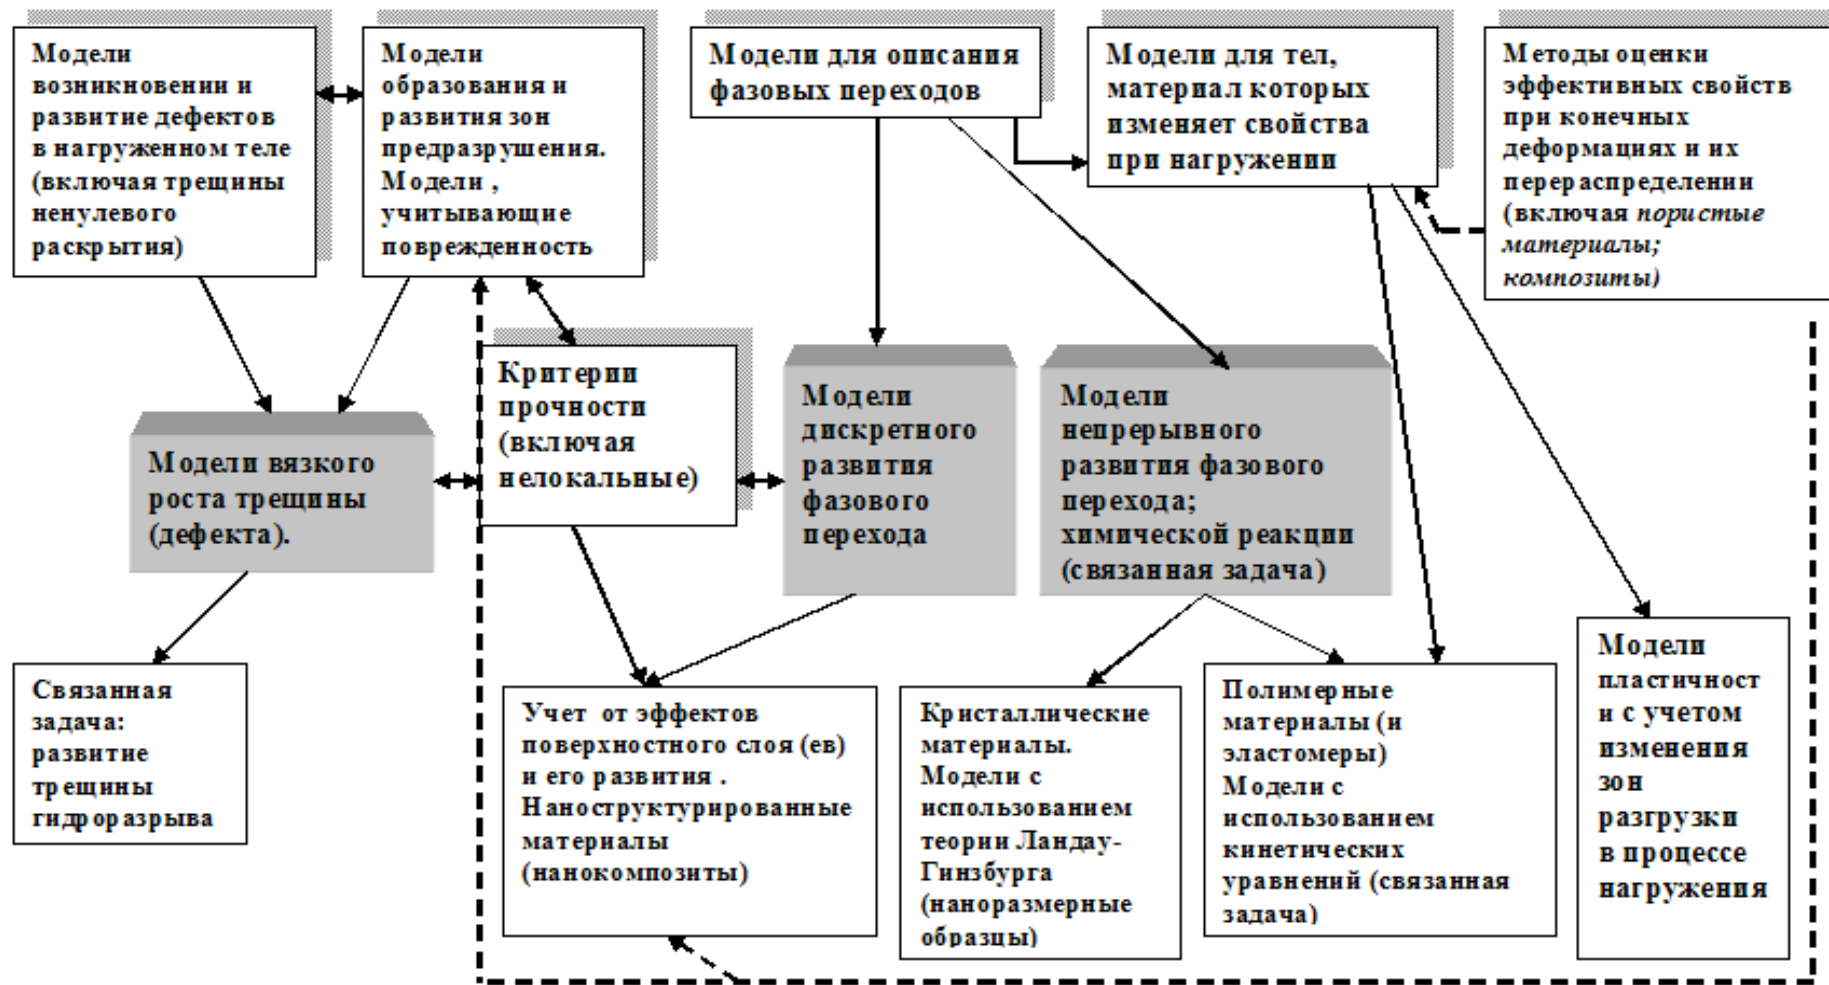 Модели
возникновении и
развитие дефектов
в нагруженном теле
(включая трещины
ненулевого
раскрытия)
Модели
образования и
развития зон
предразрушения.
Модели ,
учитывающие
поврежденность
Модели для описания
фазовых переходов
Модели для тел,
материал которых
изменяет свойства
при нагружении
Методы оценки
эффективных свойств
при конечных
деформациях и их
перераспределении
(включая пористые
материалы;
композиты)
Модели вязкого
роста трещины
(дефекта).
Критерии
прочности
(включая
нелокальные)
Модели
дискретного
развития
фазового
перехода
Модели
непрерывного
развития фазового
перехода;
химической реакции
(связанная задача)
Связанная
задача:
развитие
трещины
гидроразрыва
Учет от эффектов
поверхностного слоя (ев)
и его развития .
Наноструктурированные
материалы
(нанокомпозиты)
Кристаллические
материалы.
Модели с
использованием
теории Ландау-
Гинзбурга
(наноразмерные
образцы)
Полимерные
материалы (и
эластомеры)
Модели с
использованием
кинетических
уравнений (связанная
задача)
Модели
пластичност
и с учетом
изменения
зон
разгрузки
в процессе
нагружения